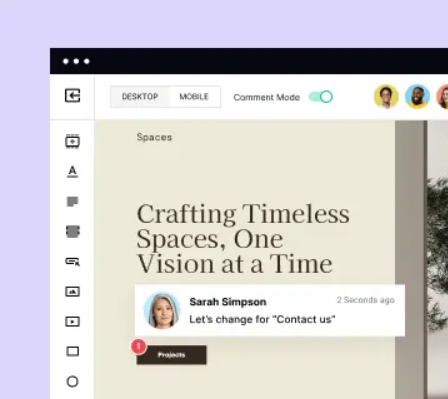 DESKTOP MOBILE Comment Mode
Spaces
Crafting Timeless
Spaces, One
Vision at a Time
Sarah Simpson 2 Seconds ago
Let's change for "Contact us"
1
Projects